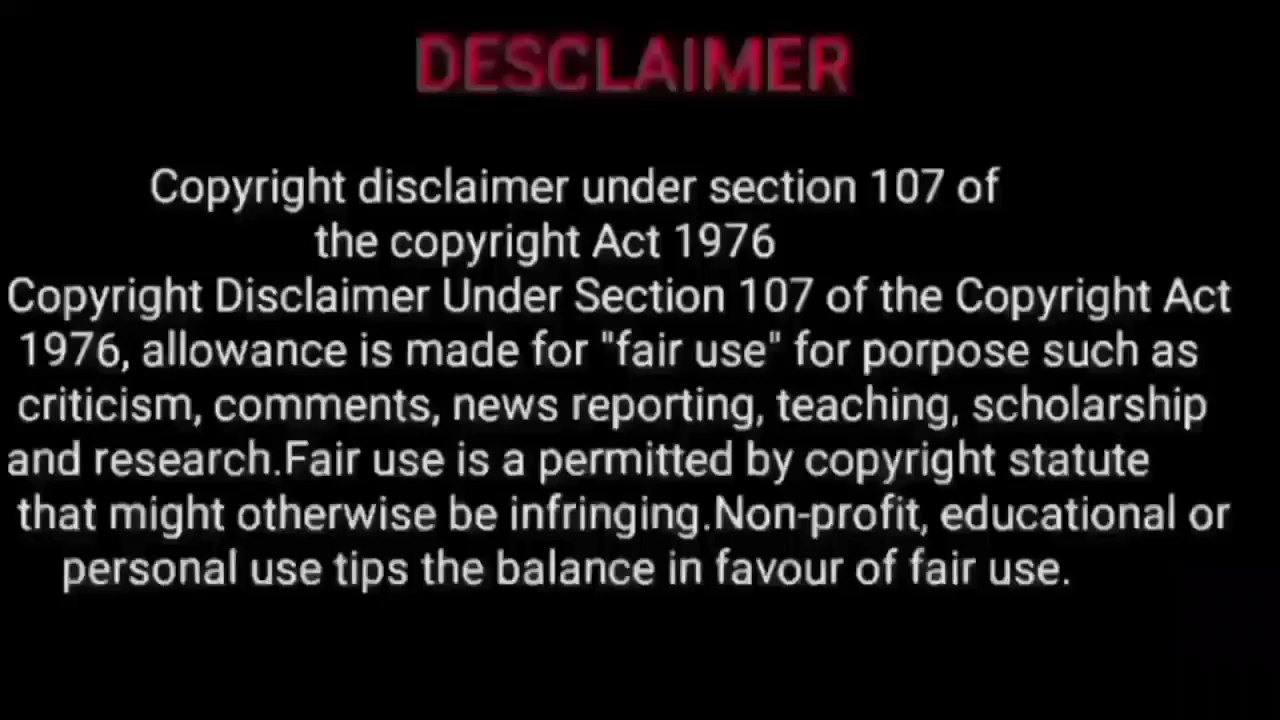 DESCLAIMER
Copyright disclaimer under section 107 of
the copyright Act 1976
Copyright Disclaimer Under Section 107 of the Copyright Act
1976, allowance is made for "fair use" for porpose such as
criticism, comments, news reporting, teaching, scholarship
and research.Fair use is a permitted by copyright statute
that might otherwise be infringing.Non-profit, educational or
personal use tips the balance in favour of fair use.